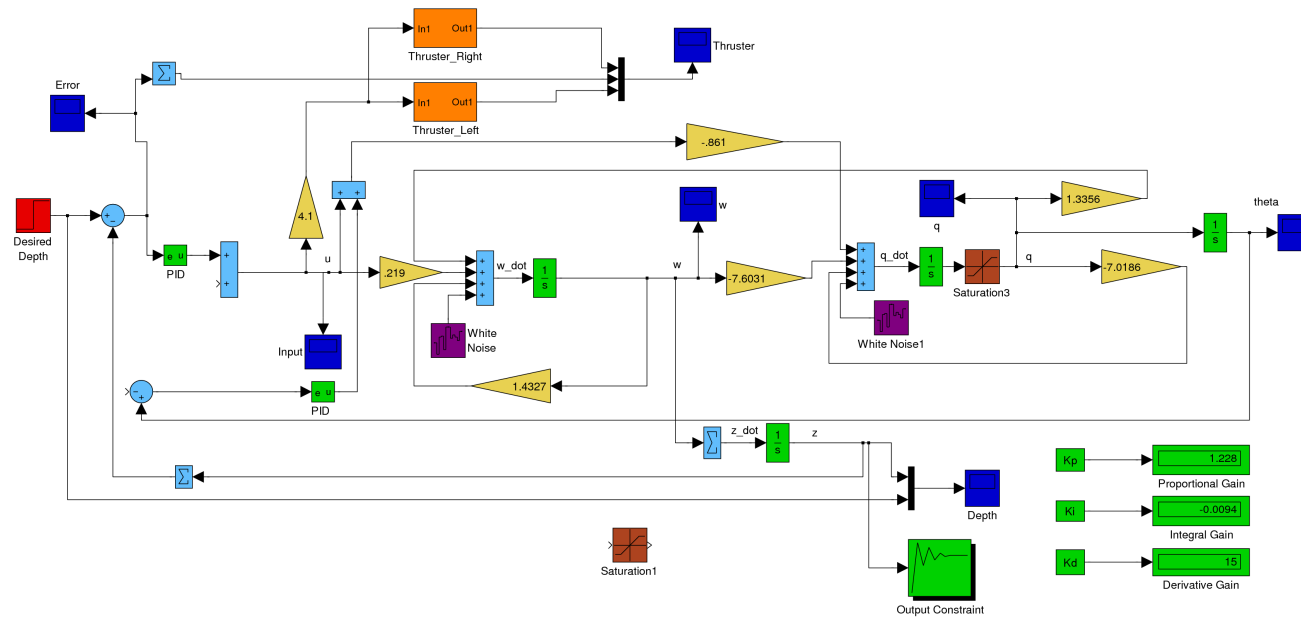 In1 Out1
Thruster_Right
Thruster
Σ
Error
In1 Out1
Thruster_Left
-.861
+ +
1.3356
4.1
w
q
theta
+
−
Desired
Depth
1
s
e u
PID
+
+
u
.219
+
+
+
+
w_dot
1
s
w
-7.6031
+
+
+
+
q_dot
1
s
Saturation3
q
-7.0186
White
Noise
White Noise1
Input
1.4327
−
+
e u
PID
Σ
z_dot
1
s
z
Σ
Depth
Kp
1.228
Proportional Gain
Ki
-0.0094
Integral Gain
Kd
15
Derivative Gain
Saturation1
Output Constraint